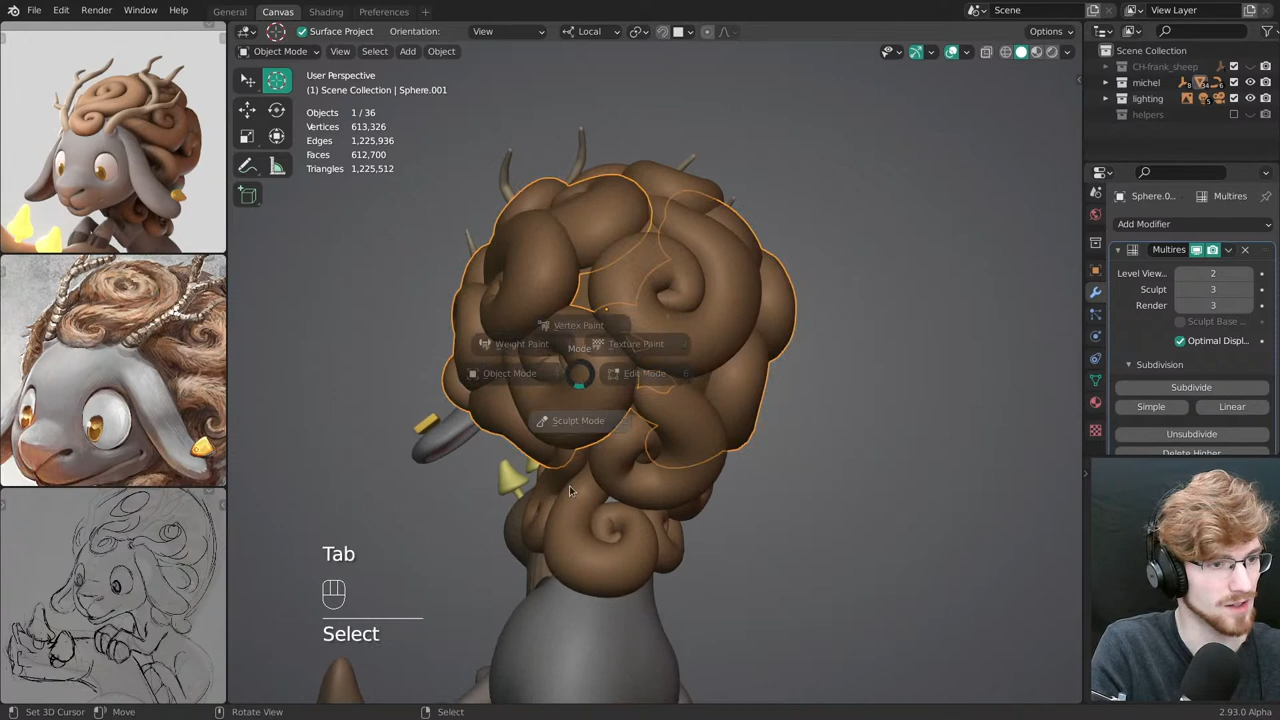 File Edit Render Window Help
General Canvas Shading Preferences +
Scene
View Layer
Surface Project Orientation: View Local
Options
Object Mode View Select Add Object
User Perspective
(1) Scene Collection | Sphere.001
Objects 1 / 36
Vertices 613,326
Edges 1,225,936
Faces 612,700
Triangles 1,225,512
Vertex Paint
Weight Paint
Texture Paint
Mode
Object Mode
Edit Mode 6
Sculpt Mode
Tab
Select
Scene Collection
CH-frank_sheep
michel
lighting
helpers
Sphere.0... Multires
Add Modifier
Multires
Level View... 2
Sculpt 3
Render 3
Sculpt Base ...
Optimal Displ...
Subdivision
Subdivide
Simple Linear
Unsubdivide
Delete Higher
Set 3D Cursor Move Rotate View Select
2.93.0 Alpha